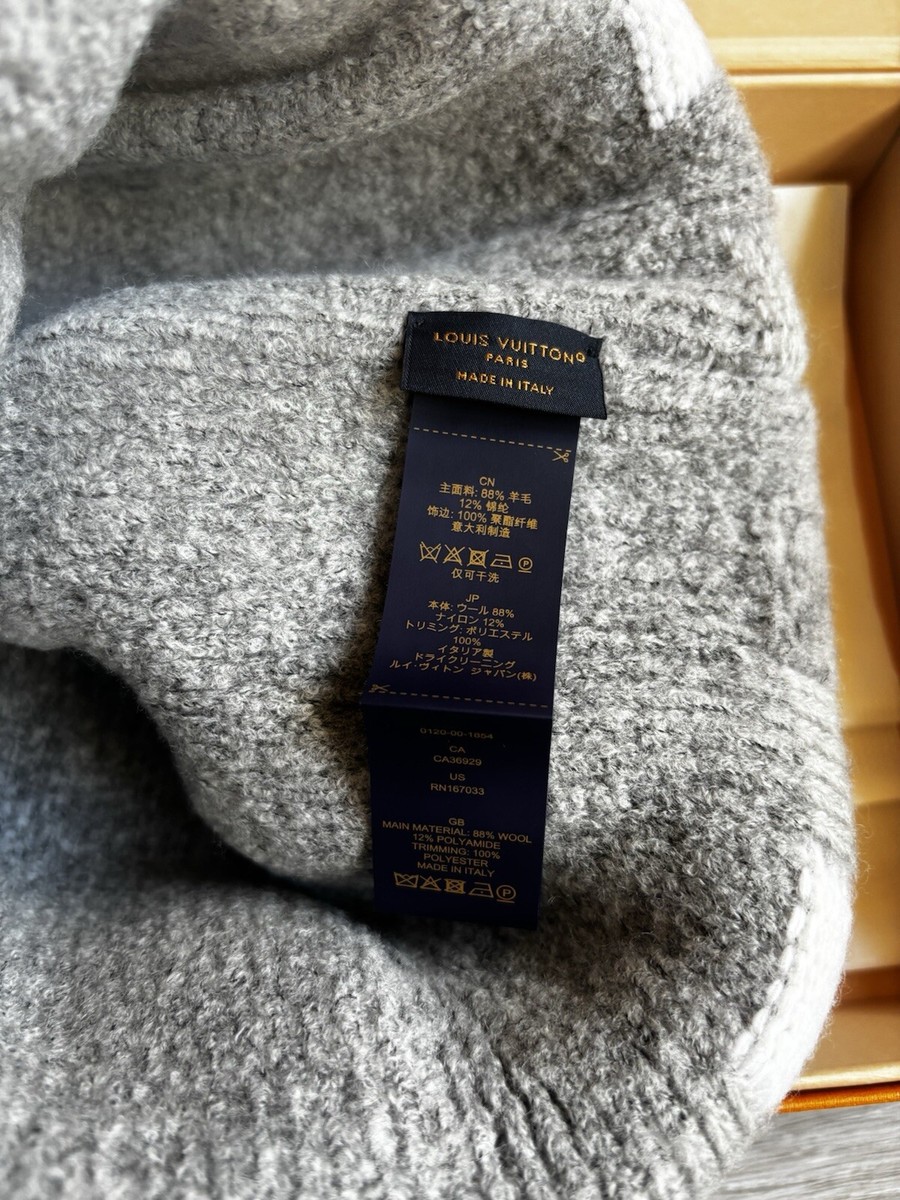 LOUIS VUITTON®
PARIS
MADE IN ITALY
CN
主面料: 88% 羊毛
12% 锦纶
饰边: 100% 聚酯纤维
意大利制造
P
仅可干洗
JP
本体: ウール 88%
ナイロン 12%
トリミング: ポリエステル
100%
イタリア製
ドライクリーニング
ルイ・ヴィトン ジャパン(株)
0120-00-1854
CA
CA36929
US
RN167033
GB
MAIN MATERIAL: 88% WOOL
12% POLYAMIDE
TRIMMING: 100%
POLYESTER
MADE IN ITALY
P